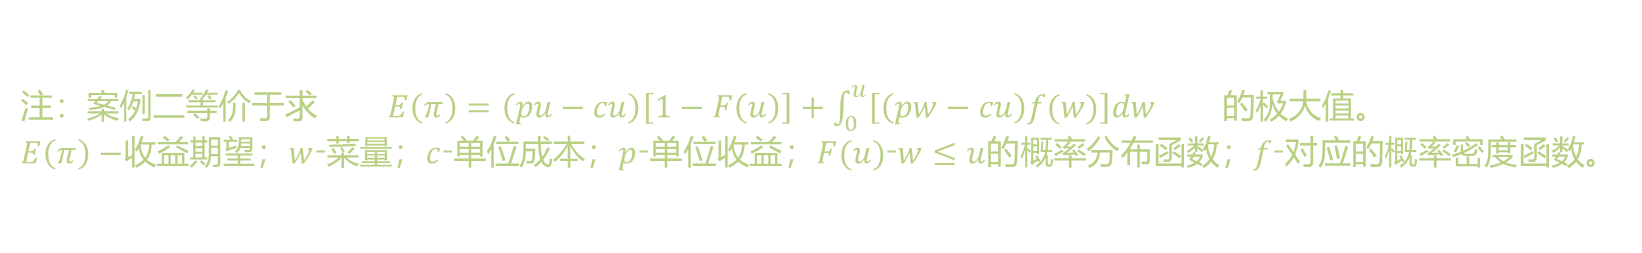 注：案例二等价于求 E(π) = (pu − cu)[1 − F(u)] + ∫₀ᵘ[(pw − cu)f(w)]dw 的极大值。
E(π) −收益期望；w-菜量；c-单位成本；p-单位收益；F(u)-w ≤ u的概率分布函数；f-对应的概率密度函数。